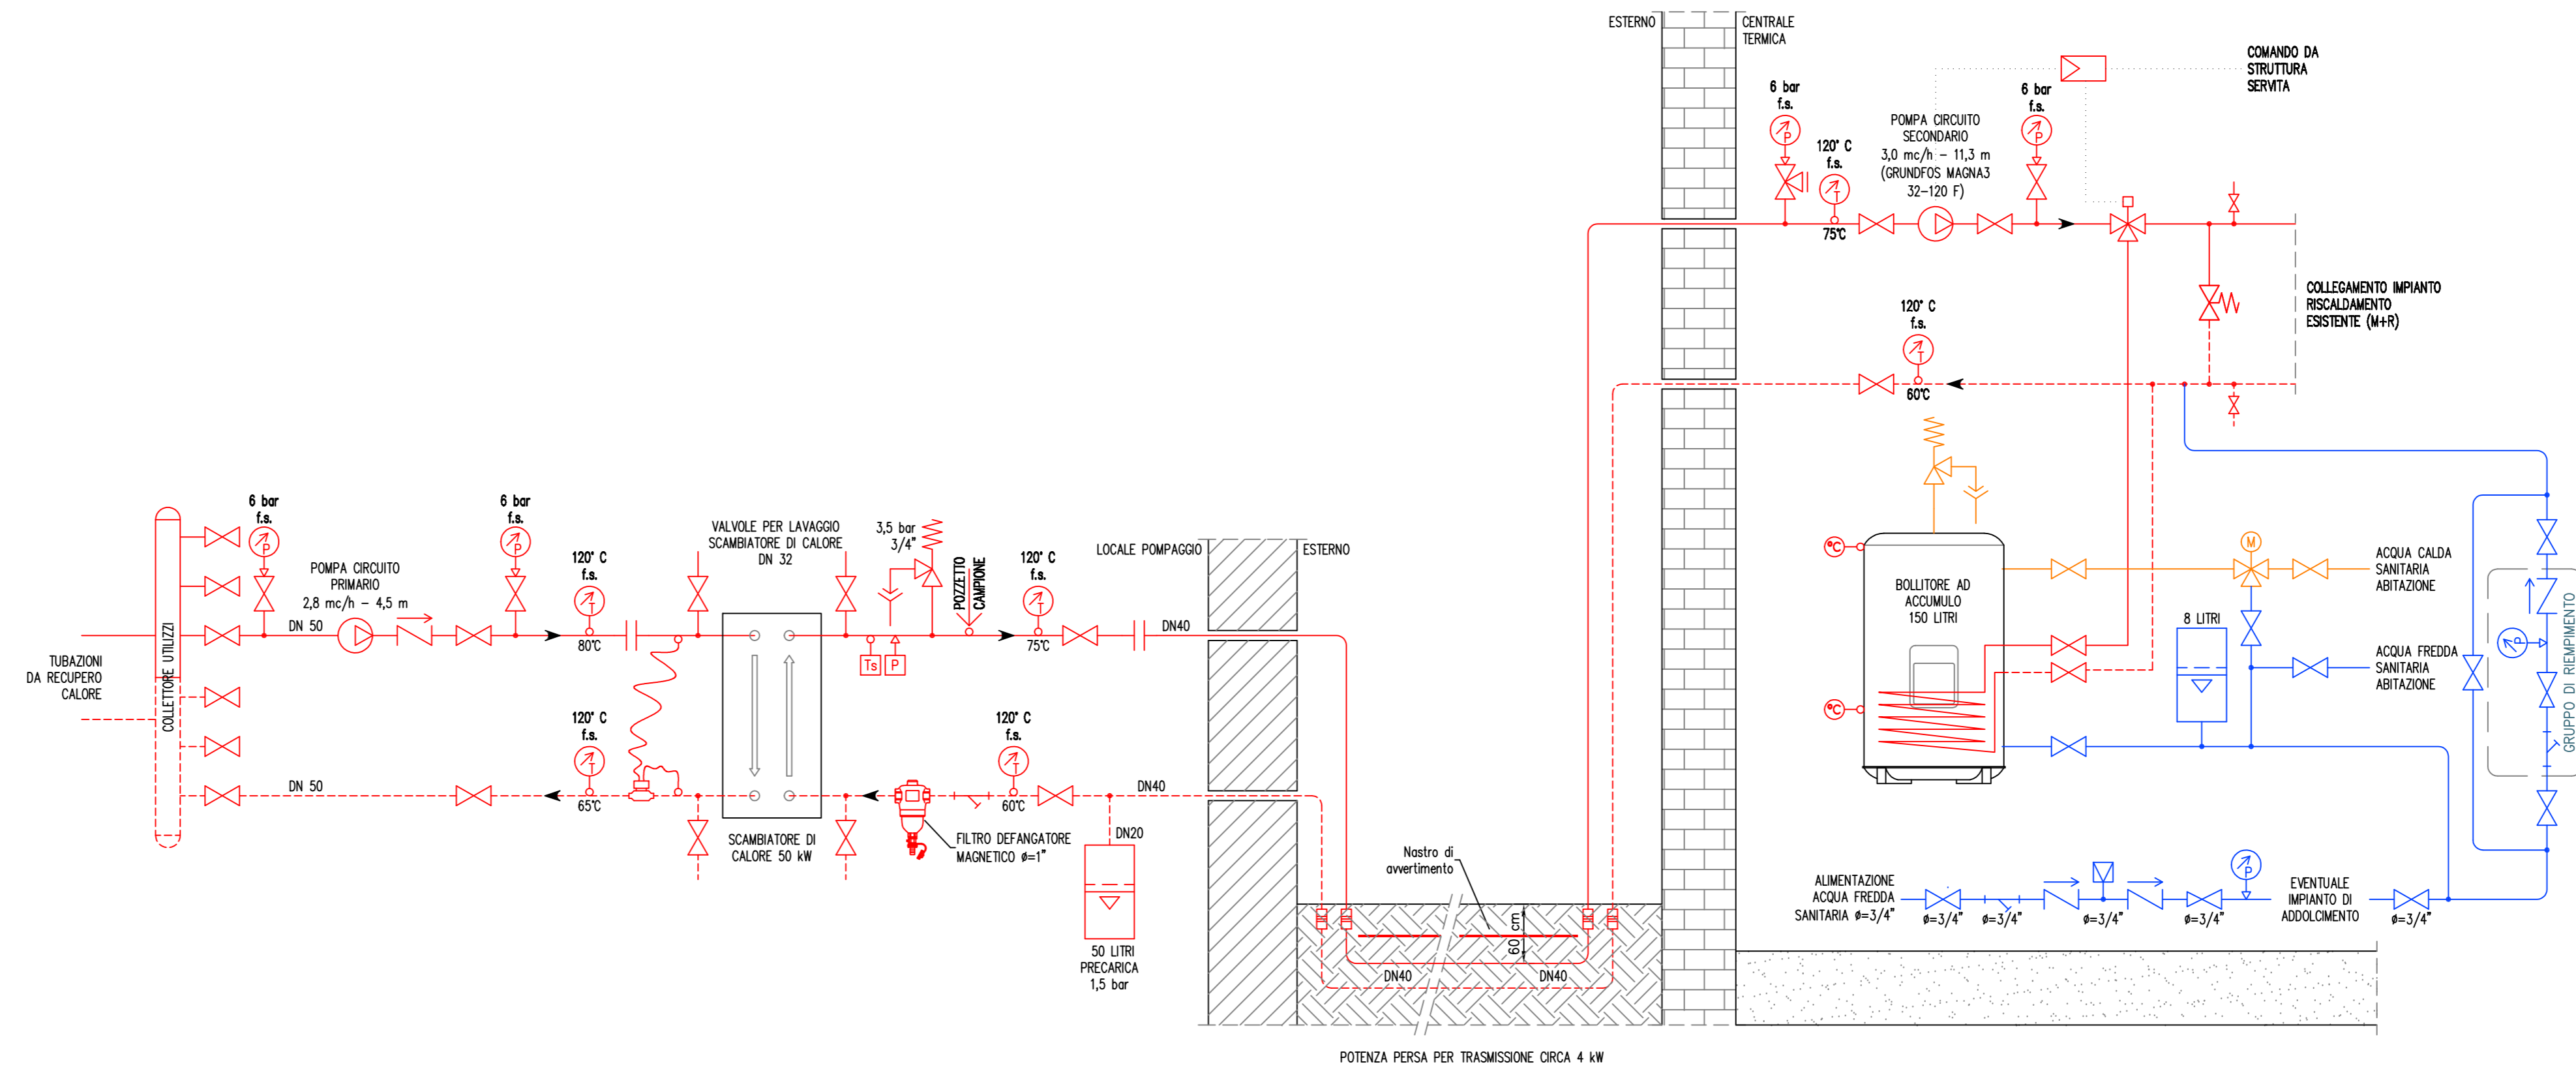 ESTERNO
CENTRALE
TERMICA
6 bar
f.s.
P
120° C
f.s.
T
75°C
POMPA CIRCUITO
SECONDARIO
3,0 mc/h - 11,3 m
(GRUNDFOS MAGNA3
32-120 F)
6 bar
f.s.
P
COMANDO DA
STRUTTURA
SERVITA
COLLEGAMENTO IMPIANTO
RISCALDAMENTO
ESISTENTE (M+R)
120° C
f.s.
T
60°C
TUBAZIONI
DA RECUPERO
CALORE
COLLETTORE UTILIZZI
6 bar
f.s.
P
DN 50
POMPA CIRCUITO
PRIMARIO
2,8 mc/h - 4,5 m
6 bar
f.s.
P
120° C
f.s.
T
80°C
VALVOLE PER LAVAGGIO
SCAMBIATORE DI CALORE
DN 32
3,5 bar
3/4"
Ts
P
POZZETTO
CAMPIONE
120° C
f.s.
T
75°C
DN40
LOCALE POMPAGGIO
ESTERNO
DN 50
120° C
f.s.
T
65°C
SCAMBIATORE DI
CALORE 50 kW
FILTRO DEFANGATORE
MAGNETICO ø=1"
120° C
f.s.
T
60°C
DN40
DN20
50 LITRI
PRECARICA
1,5 bar
Nastro di
avvertimento
60 cm
DN40
DN40
POTENZA PERSA PER TRASMISSIONE CIRCA 4 kW
°C
°C
BOLLITORE AD
ACCUMULO
150 LITRI
M
ACQUA CALDA
SANITARIA
ABITAZIONE
8 LITRI
ACQUA FREDDA
SANITARIA
ABITAZIONE
P
GRUPPO DI RIEMPIMENTO
ALIMENTAZIONE
ACQUA FREDDA
SANITARIA ø=3/4"
ø=3/4"
ø=3/4"
ø=3/4"
ø=3/4"
P
EVENTUALE
IMPIANTO DI
ADDOLCIMENTO
ø=3/4"